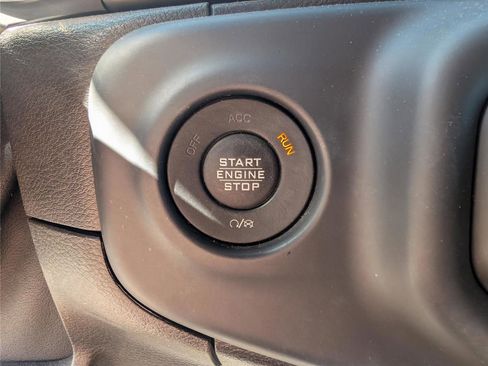 ACC
OFF
RUN
START
ENGINE
STOP